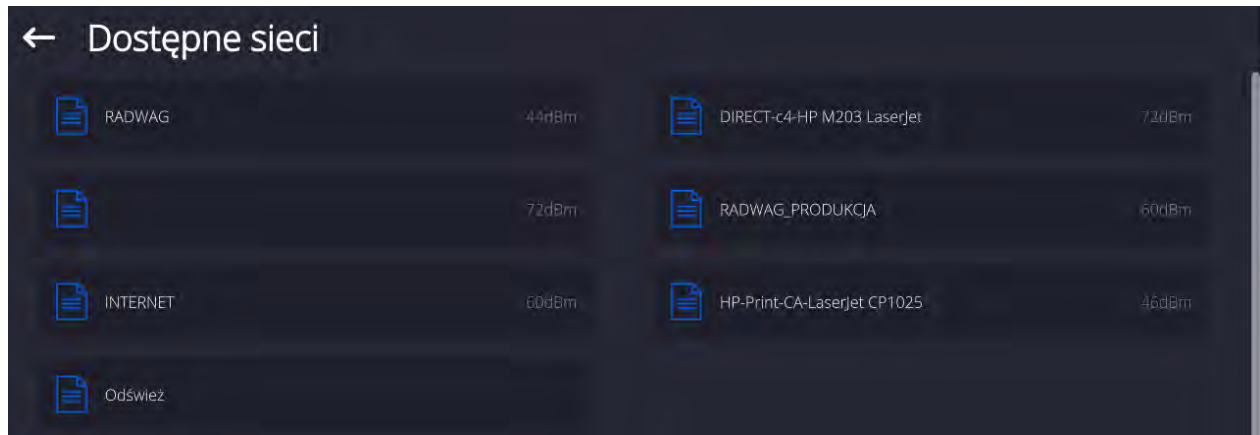 Dostępne sieci
RADWAG 44dBm
DIRECT-c4-HP M203 LaserJet 72dBm
72dBm
RADWAG_PRODUKCJA 60dBm
INTERNET 60dBm
HP-Print-CA-LaserJet CP1025 46dBm
Odśwież